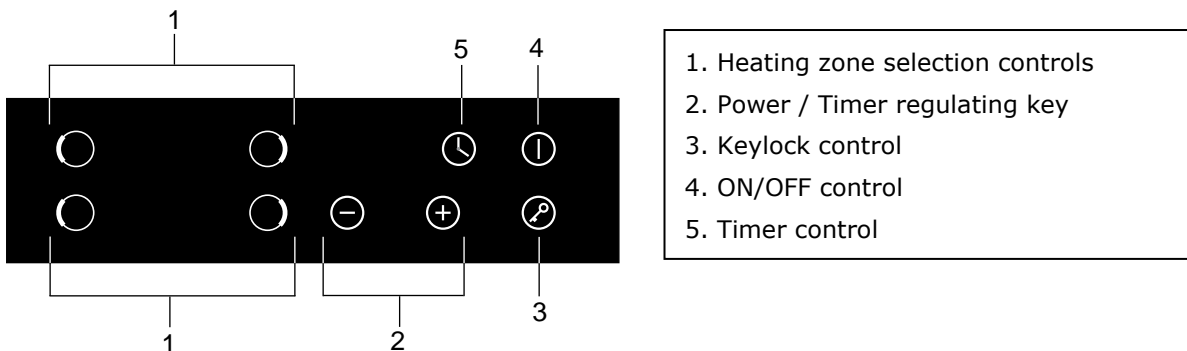 1
5 4
1. Heating zone selection controls
2. Power / Timer regulating key
3. Keylock control
4. ON/OFF control
5. Timer control
1 2 3